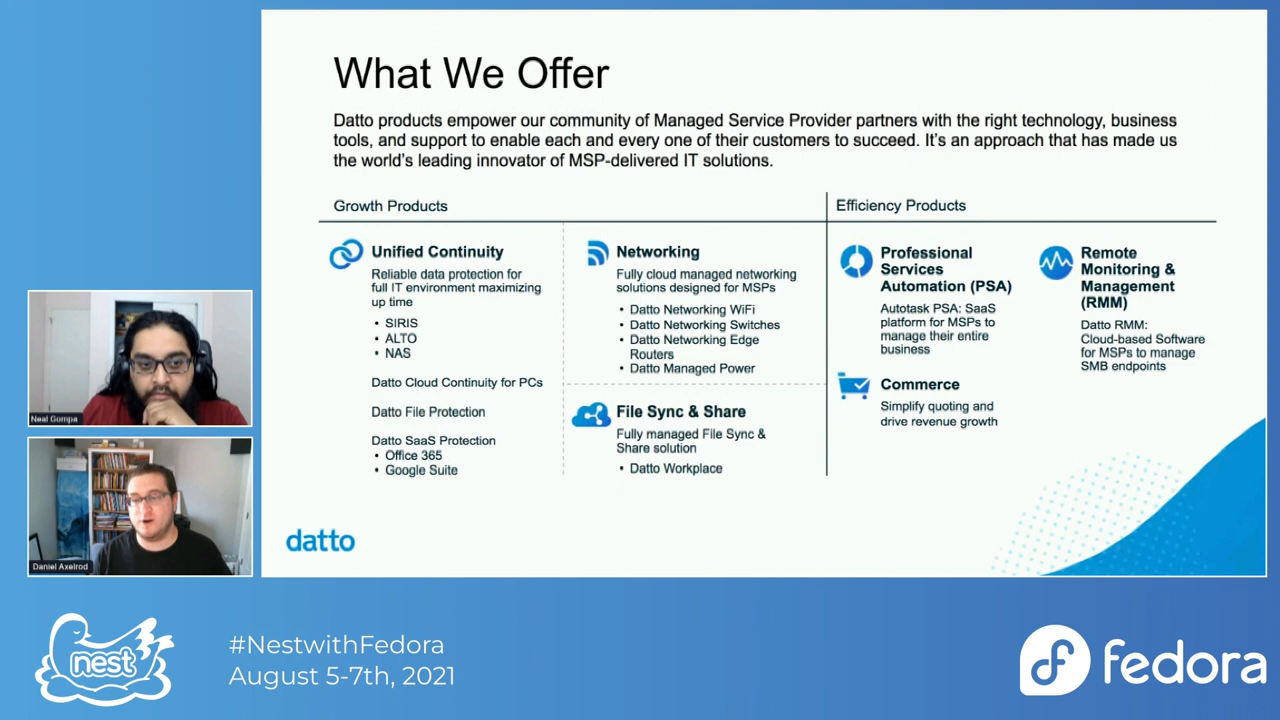 What We Offer
Datto products empower our community of Managed Service Provider partners with the right technology, business
tools, and support to enable each and every one of their customers to succeed. It's an approach that has made us
the world's leading innovator of MSP-delivered IT solutions.
Growth Products
Unified Continuity
Reliable data protection for
full IT environment maximizing
up time
• SIRIS
• ALTO
• NAS
Datto Cloud Continuity for PCs
Datto File Protection
Datto SaaS Protection
• Office 365
• Google Suite
Networking
Fully cloud managed networking
solutions designed for MSPs
• Datto Networking WiFi
• Datto Networking Switches
• Datto Networking Edge
Routers
• Datto Managed Power
File Sync & Share
Fully managed File Sync &
Share solution
• Datto Workplace
Efficiency Products
Professional
Services
Automation (PSA)
Autotask PSA: SaaS
platform for MSPs to
manage their entire
business
Commerce
Simplify quoting and
drive revenue growth
Remote
Monitoring &
Management
(RMM)
Datto RMM:
Cloud-based Software
for MSPs to manage
SMB endpoints
datto
Neal Gompa
Daniel Axelrod
nest
#NestwithFedora
August 5-7th, 2021
fedora